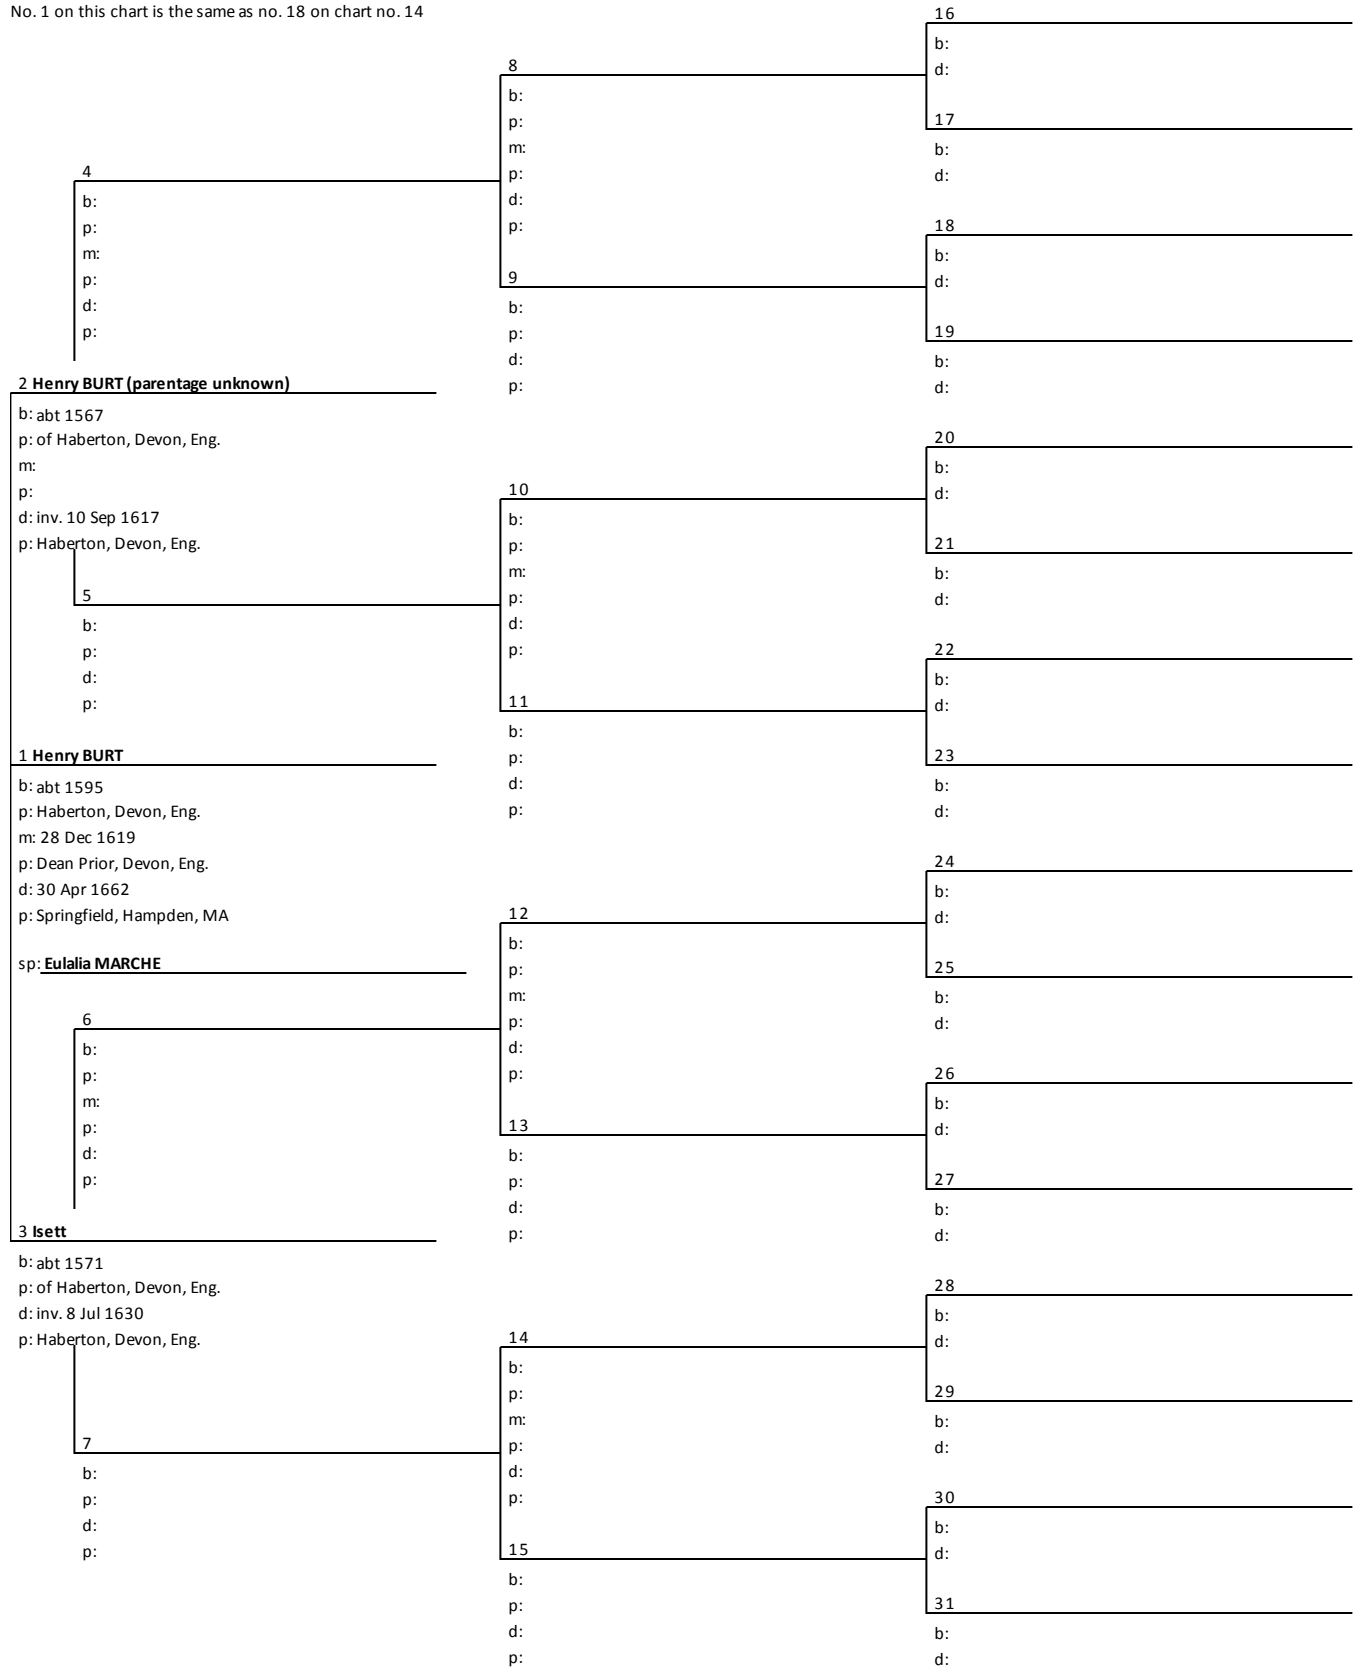 No. 1 on this chart is the same as no. 18 on chart no. 14
4
b:
p:
m:
p:
d:
p:
2 Henry BURT (parentage unknown)
b: abt 1567
p: of Haberton, Devon, Eng.
m:
p:
d: inv. 10 Sep 1617
p: Haberton, Devon, Eng.
5
b:
p:
d:
p:
1 Henry BURT
b: abt 1595
p: Haberton, Devon, Eng.
m: 28 Dec 1619
p: Dean Prior, Devon, Eng.
d: 30 Apr 1662
p: Springfield, Hampden, MA
sp: Eulalia MARCHE
6
b:
p:
m:
p:
d:
p:
3 Isett
b: abt 1571
p: of Haberton, Devon, Eng.
d: inv. 8 Jul 1630
p: Haberton, Devon, Eng.
7
b:
p:
d:
p:
8
b:
p:
m:
p:
d:
p:
9
b:
p:
d:
p:
10
b:
p:
m:
p:
d:
p:
11
b:
p:
d:
p:
12
b:
p:
m:
p:
d:
p:
13
b:
p:
d:
p:
14
b:
p:
m:
p:
d:
p:
15
b:
p:
d:
p:
16
b:
d:
17
b:
d:
18
b:
d:
19
b:
d:
20
b:
d:
21
b:
d:
22
b:
d:
23
b:
d:
24
b:
d:
25
b:
d:
26
b:
d:
27
b:
d:
28
b:
d:
29
b:
d:
30
b:
d:
31
b:
d: